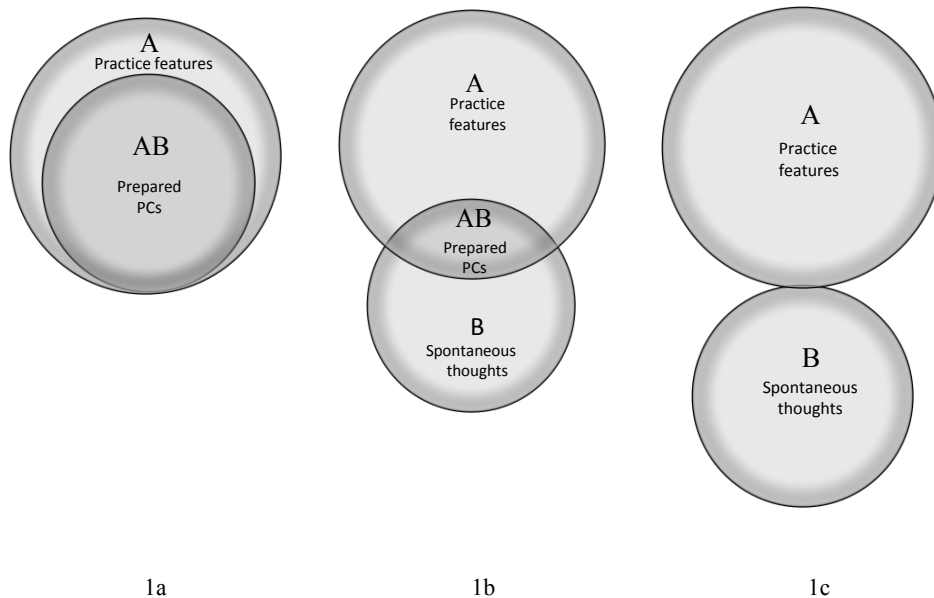 A
Practice features
AB
Prepared
PCs
A
Practice
features
AB
Prepared
PCs
B
Spontaneous
thoughts
A
Practice
features
B
Spontaneous
thoughts
1a
1b
1c